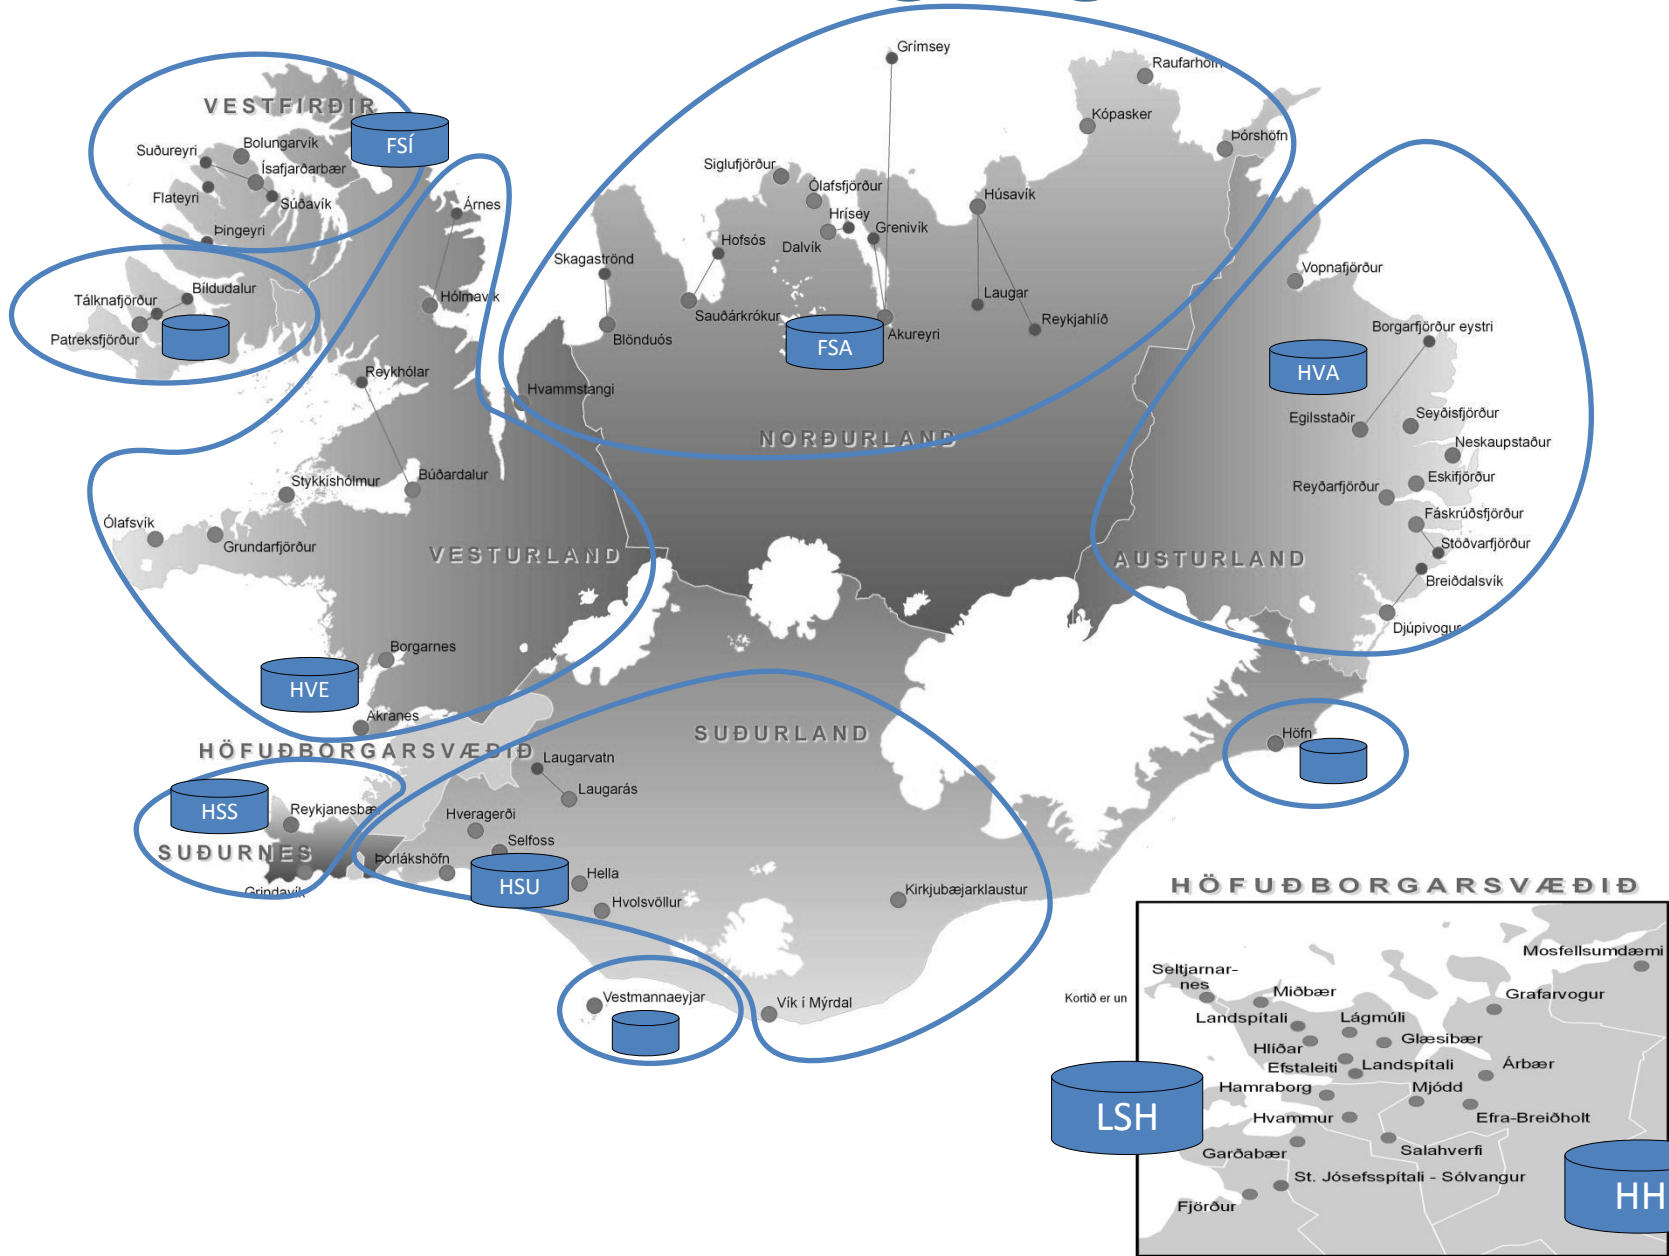 Grímsey
Raufarhöfn
VESTFIRÐIR
Kópasker
FSÍ
Þórshöfn
Bolungarvík
Suðureyri
Ísafjarðarbær
Siglufjörður
Ólafsfjörður
Húsavík
Flateyri
Súðavík
Árnes
Hrísey
Grenivík
Þingeyri
Hofsós
Dalvík
Skagaströnd
Vopnafjörður
Bíldudalur
Tálknafjörður
Hólmavík
Laugar
Sauðárkrókur
Reykjahlíð
Borgarfjörður eystri
Patreksfjörður
Blönduós
FSA
Akureyri
Reykhólar
HVA
Hvammstangi
Egilsstaðir
Seyðisfjörður
NORÐURLAND
Neskaupstaður
Búðardalur
Stykkishólmur
Reyðarfjörður
Eskifjörður
Ólafsvík
Fáskrúðsfjörður
Grundarfjörður
VESTURLAND
AUSTURLAND
Stöðvarfjörður
Breiðdalsvík
Djúpivogur
Borgarnes
HVE
Akranes
SUÐURLAND
Höfn
HÖFUÐBORGARSVÆÐIÐ
Laugarvatn
Laugarás
HSS
Reykjanesbæ
Hveragerði
Selfoss
SUÐURNES
Þorlákshöfn
Hella
HSU
Grindavík
Hvolsvöllur
Kirkjubæjarklaustur
HÖFUÐBORGARSVÆÐIÐ
Vestmannaeyjar
Vík í Mýrdal
Kortið er un
Mosfellsumdæmi
Seltjarnar-
nes
Miðbær
Grafarvogur
Landspítali
Lágmúli
Hlíðar
Glæsibær
Efstaleiti
Landspítali
Árbær
Hamraborg
Mjódd
LSH
Hvammur
Efra-Breiðholt
Garðabær
Salahverfi
St. Jósefsspítali - Sólvangur
Fjörður
HH